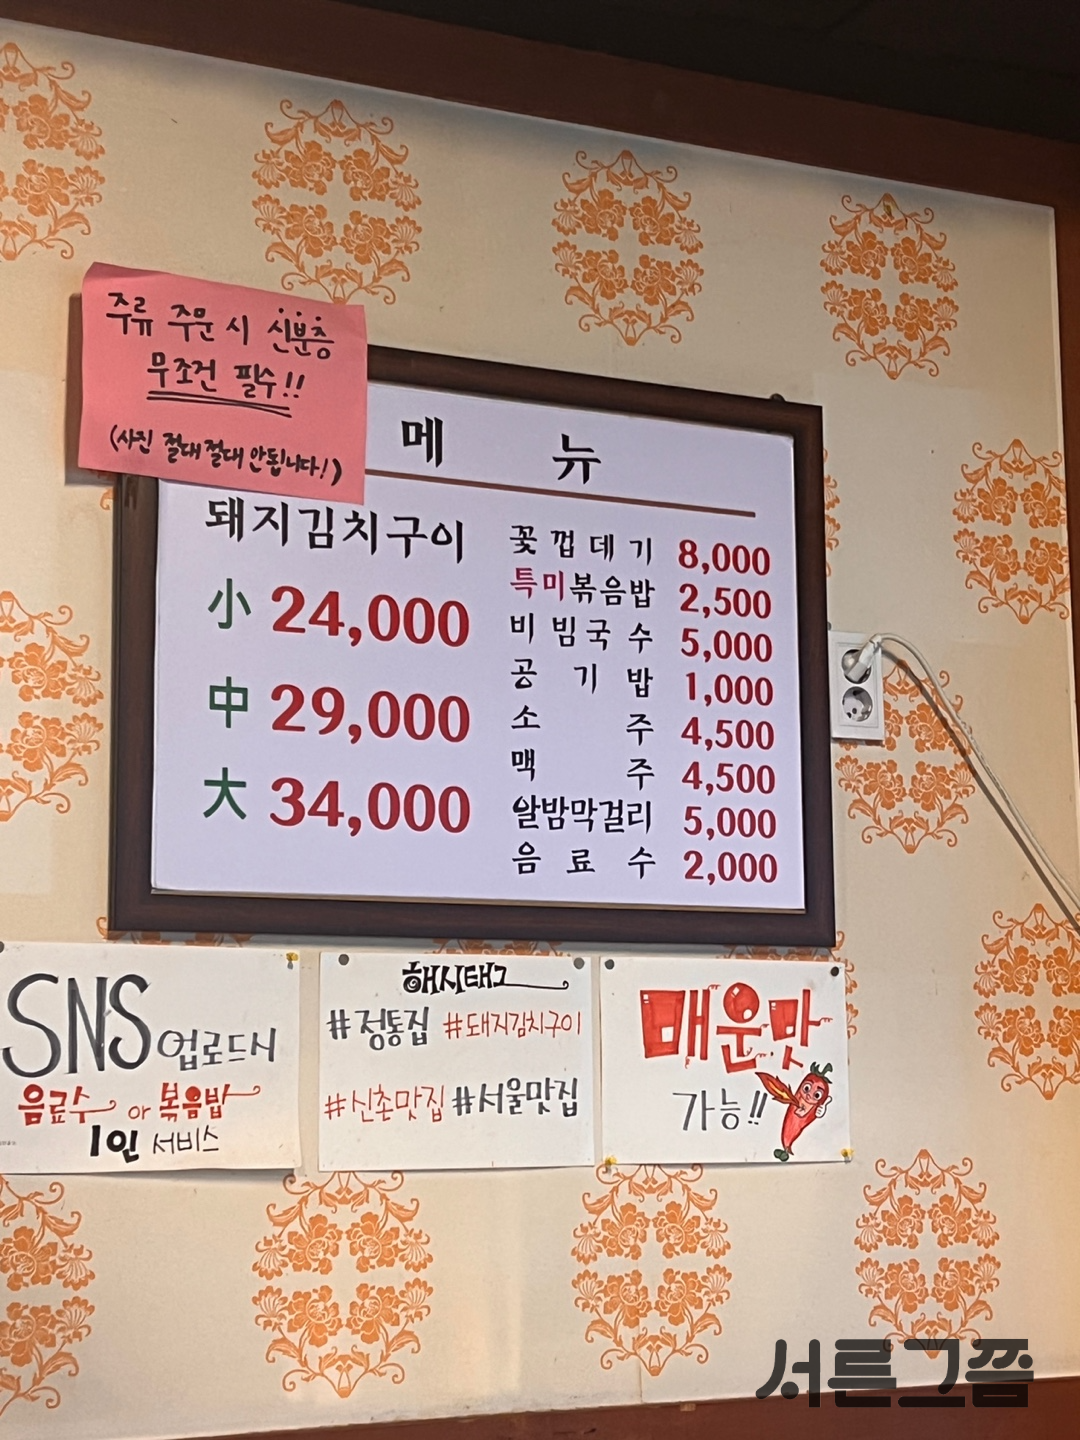 주류 주문 시 신분증
무조건 필수!!
(사진 절대 절대 안됩니다!)
메 뉴
돼지김치구이
小 24,000
中 29,000
大 34,000
꽃껍데기 8,000
특미볶음밥 2,500
비빔국수 5,000
공기밥 1,000
소주 4,500
맥주 4,500
알밤막걸리 5,000
음료수 2,000
SNS 업로드시
음료수 or 볶음밥
1인 서비스
해시태그
#정통집 #돼지김치구이
#신촌맛집 #서울맛집
매운맛
가능!!
서른그쯤